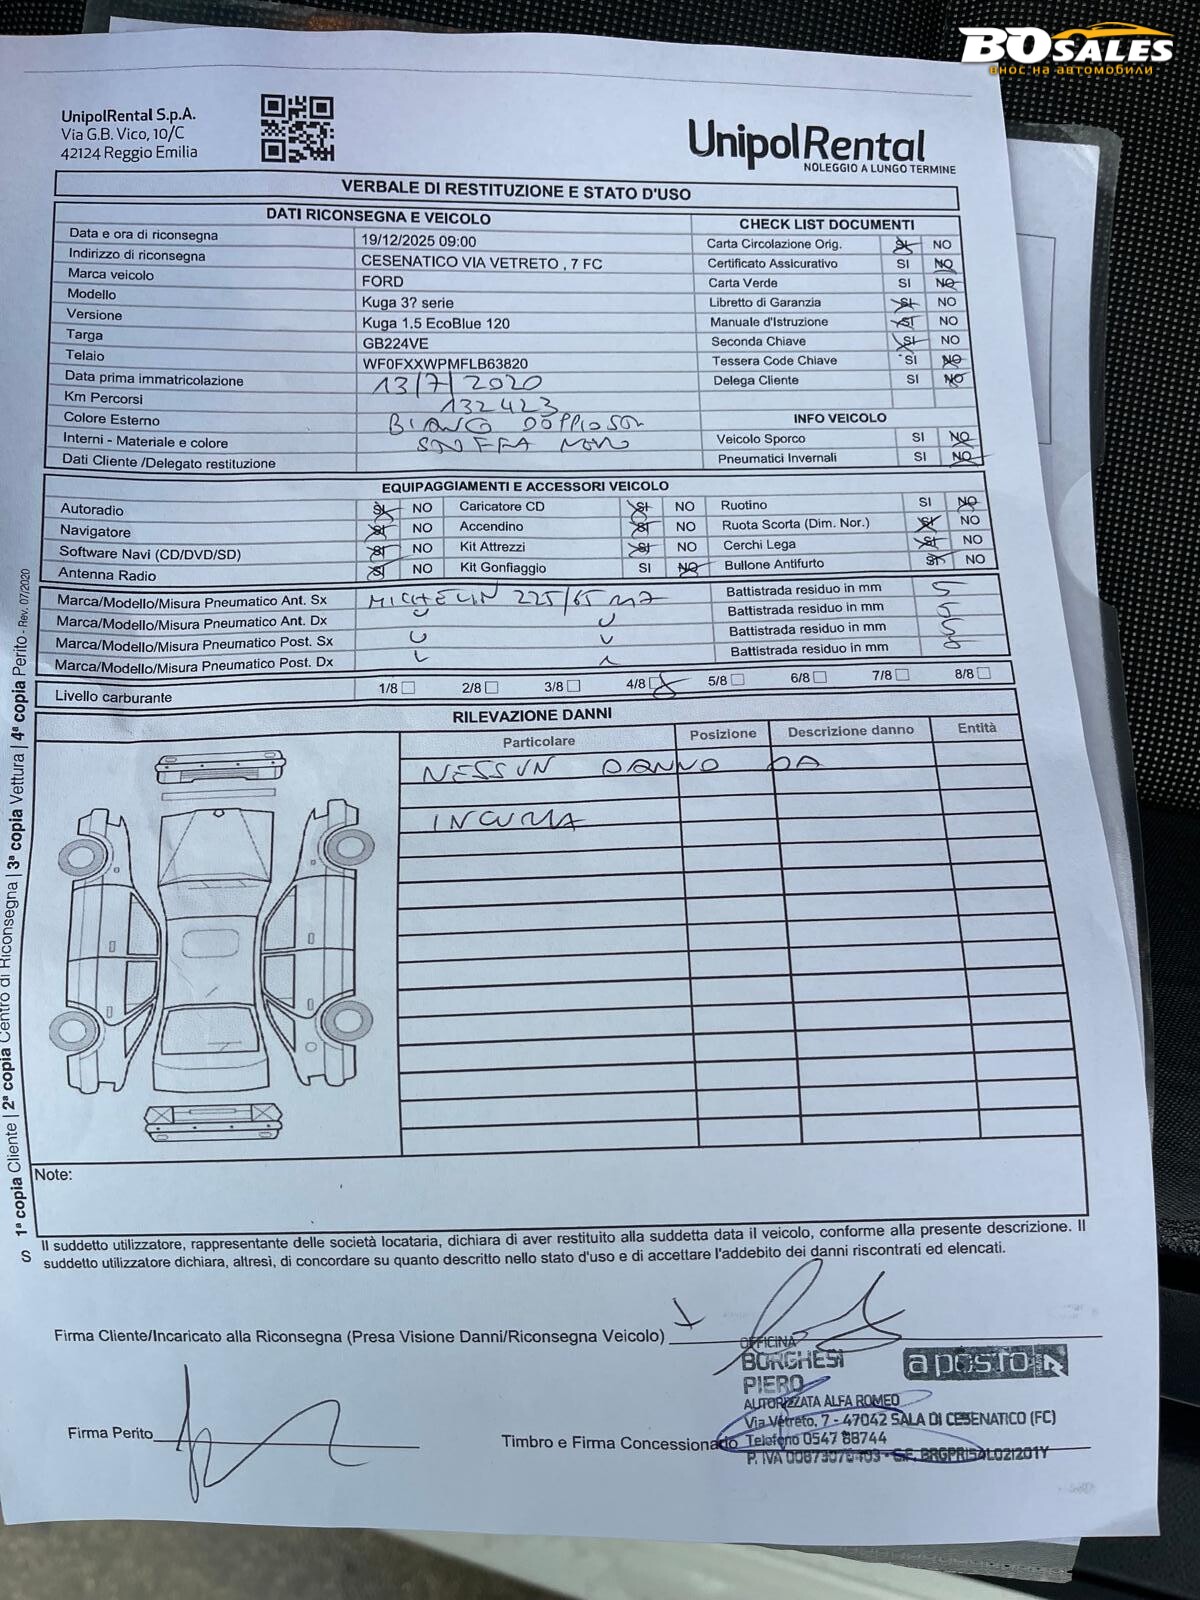 BOSALES
внос на автомобили
UnipolRental S.p.A.
Via G.B. Vico, 10/C
42124 Reggio Emilia
UnipolRental
NOLEGGIO A LUNGO TERMINE
VERBALE DI RESTITUZIONE E STATO D'USO
DATI RICONSEGNA E VEICOLO
Data e ora di riconsegna 19/12/2025 09:00
Indirizzo di riconsegna CESENATICO VIA VETRETO , 7 FC
Marca veicolo FORD
Modello Kuga 3? serie
Versione Kuga 1.5 EcoBlue 120
Targa GB224VE
Telaio WF0FXXWPMFLB63820
Data prima immatricolazione 13/7/2020
Km Percorsi 132423
Colore Esterno BIANCO
Interni - Materiale e colore
Dati Cliente /Delegato restituzione
CHECK LIST DOCUMENTI
Carta Circolazione Orig. SI NO
Certificato Assicurativo SI NO
Carta Verde SI NO
Libretto di Garanzia SI NO
Manuale d'Istruzione SI NO
Seconda Chiave SI NO
Tessera Code Chiave SI NO
Delega Cliente SI NO
INFO VEICOLO
Veicolo Sporco SI NO
Pneumatici Invernali SI NO
EQUIPAGGIAMENTI E ACCESSORI VEICOLO
Autoradio SI NO Caricatore CD SI NO Ruotino SI NO
Navigatore SI NO Accendino SI NO Ruota Scorta (Dim. Nor.) SI NO
Software Navi (CD/DVD/SD) SI NO Kit Attrezzi SI NO Cerchi Lega SI NO
Antenna Radio SI NO Kit Gonfiaggio SI NO Bullone Antifurto SI NO
Marca/Modello/Misura Pneumatico Ant. Sx MICHELIN 225/65 R17 Battistrada residuo in mm 5
Marca/Modello/Misura Pneumatico Ant. Dx Battistrada residuo in mm 5
Marca/Modello/Misura Pneumatico Post. Sx Battistrada residuo in mm 5
Marca/Modello/Misura Pneumatico Post. Dx Battistrada residuo in mm 5
Livello carburante 1/8 2/8 3/8 4/8 5/8 6/8 7/8 8/8
RILEVAZIONE DANNI
Particolare Posizione Descrizione danno Entità
NESSUN DANNO DA
INCURIA
Note:
Il suddetto utilizzatore, rappresentante delle società locataria, dichiara di aver restituito alla suddetta data il veicolo, conforme alla presente descrizione. Il
suddetto utilizzatore dichiara, altresì, di concordare su quanto descritto nello stato d'uso e di accettare l'addebito dei danni riscontrati ed elencati.
Firma Cliente/Incaricato alla Riconsegna (Presa Visione Danni/Riconsegna Veicolo)
OFFICINA
BORGHESI
PIERO
a posto
AUTORIZZATA ALFA ROMEO
Via Vetreto, 7 - 47042 SALA DI CESENATICO (FC)
Telefono 0547 88744
Firma Perito
Timbro e Firma Concessionado
1ª copia Cliente | 2ª copia Centro di Riconsegna | 3ª copia Vettura | 4ª copia Perito - Rev. 07/2020
S